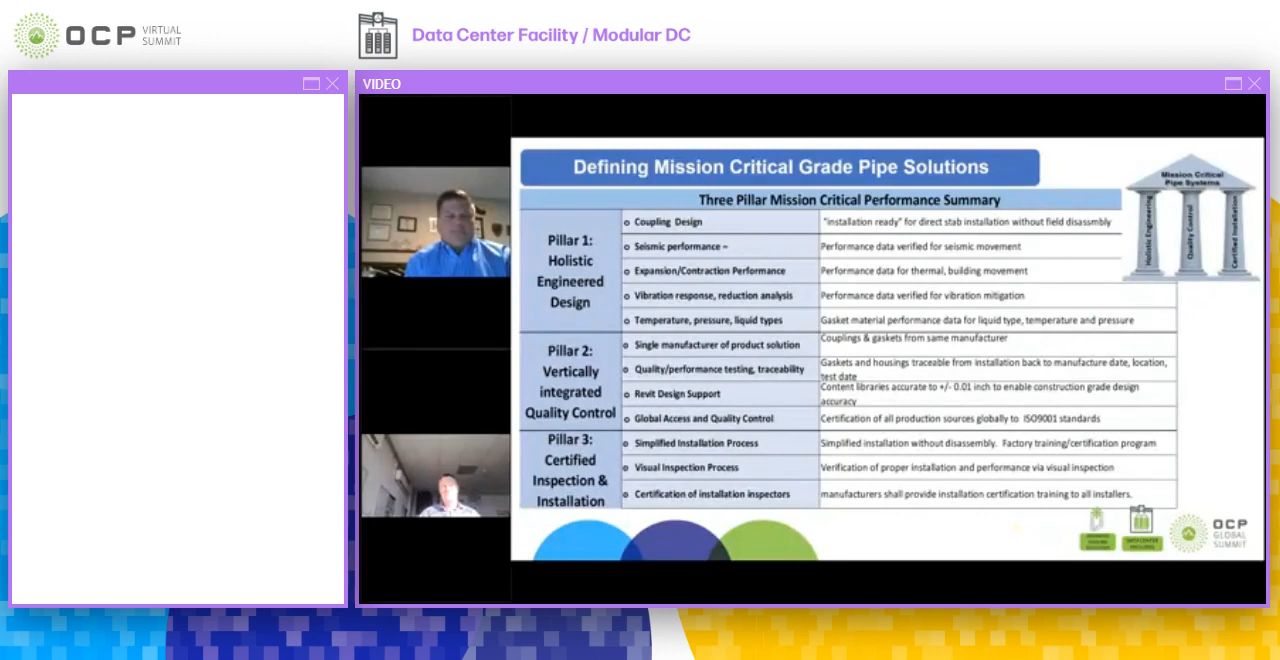 OCP VIRTUAL
SUMMIT
Data Center Facility / Modular DC
VIDEO
Defining Mission Critical Grade Pipe Solutions
Mission Critical
Pipe Systems
Holistic Engineering
Quality Control
Certified Installation
Three Pillar Mission Critical Performance Summary
Pillar 1:
Holistic
Engineered
Design
o Coupling Design
"installation ready" for direct stab installation without field disassmbly
o Seismic performance –
Performance data verified for seismic movement
o Expansion/Contraction Performance
Performance data for thermal, building movement
o Vibration response, reduction analysis
Performance data verified for vibration mitigation
o Temperature, pressure, liquid types
Gasket material performance data for liquid type, temperature and pressure
Pillar 2:
Vertically
integrated
Quality Control
o Single manufacturer of product solution
Couplings & gaskets from same manufacturer
o Quality/performance testing, traceability
Gaskets and housings traceable from installation back to manufacture date, location,
test date
o Revit Design Support
Content libraries accurate to +/- 0.01 inch to enable construction grade design
accuracy
o Global Access and Quality Control
Certification of all production sources globally to ISO9001 standards
Pillar 3:
Certified
Inspection &
Installation
o Simplified Installation Process
Simplified installation without disassembly. Factory training/certification program
o Visual Inspection Process
Verification of proper installation and performance via visual inspection
o Certification of installation inspectors
manufacturers shall provide installation certification training to all installers.
DATA CENTER
OCP
GLOBAL
SUMMIT